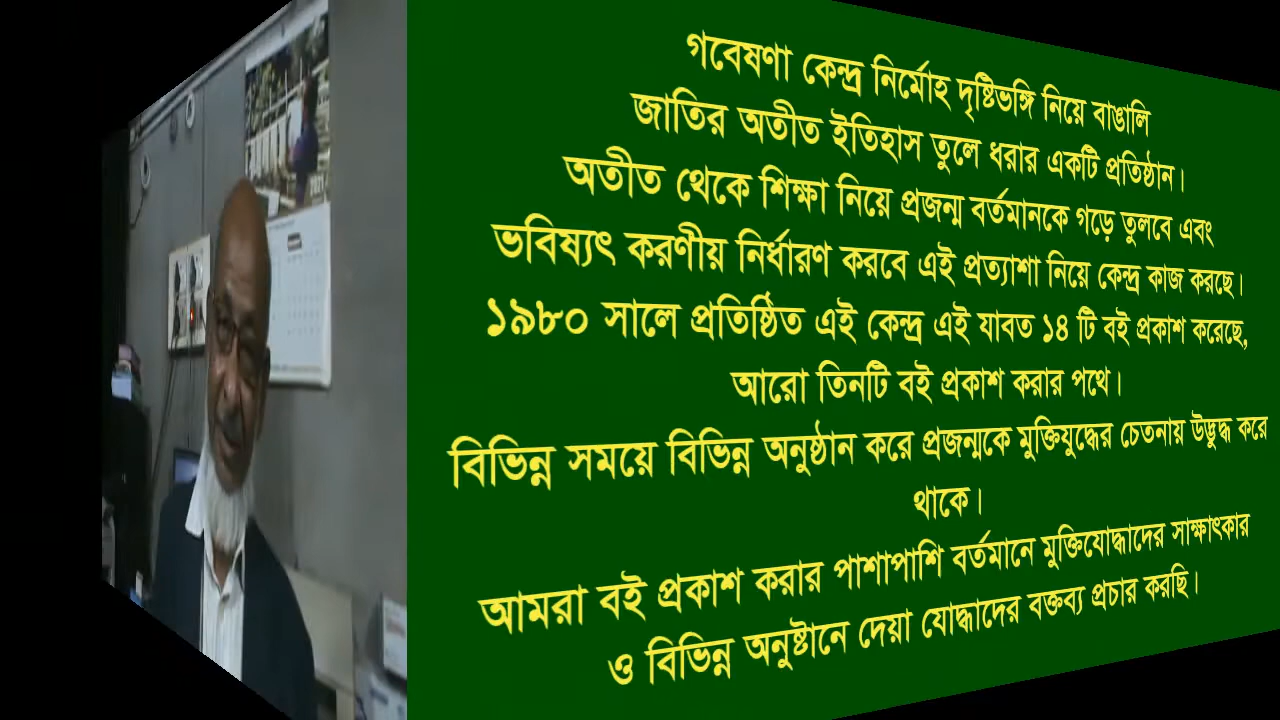 গবেষণা কেন্দ্র নির্মোহ দৃষ্টিভঙ্গি নিয়ে বাঙালি
জাতির অতীত ইতিহাস তুলে ধরার একটি প্রতিষ্ঠান।
অতীত থেকে শিক্ষা নিয়ে প্রজন্ম বর্তমানকে গড়ে তুলবে এবং
ভবিষ্যৎ করণীয় নির্ধারণ করবে এই প্রত্যাশা নিয়ে কেন্দ্র কাজ করছে।
১৯৮০ সালে প্রতিষ্ঠিত এই কেন্দ্র এই যাবত ১৪ টি বই প্রকাশ করেছে,
আরো তিনটি বই প্রকাশ করার পথে।
বিভিন্ন সময়ে বিভিন্ন অনুষ্ঠান করে প্রজন্মকে মুক্তিযুদ্ধের চেতনায় উদ্ভুদ্ধ করে
থাকে।
আমরা বই প্রকাশ করার পাশাপাশি বর্তমানে মুক্তিযোদ্ধাদের সাক্ষাৎকার
ও বিভিন্ন অনুষ্টানে দেয়া যোদ্ধাদের বক্তব্য প্রচার করছি।